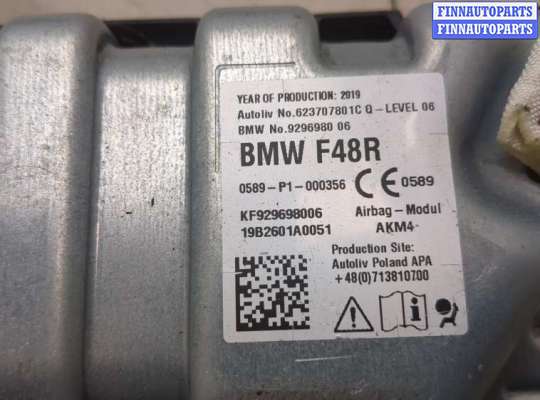 FINNAUTOPARTS
FINNAUTOPARTS
YEAR OF PRODUCTION: 2019
Autoliv No.623707801C Q-LEVEL 06
BMW No.9296980 06
BMW F48R
0589-P1-000356 CE 0589
KF929698006 Airbag-Modul
19B2601A0051 AKM4-
Production Site:
Autoliv Poland APA
+48(0)713810700